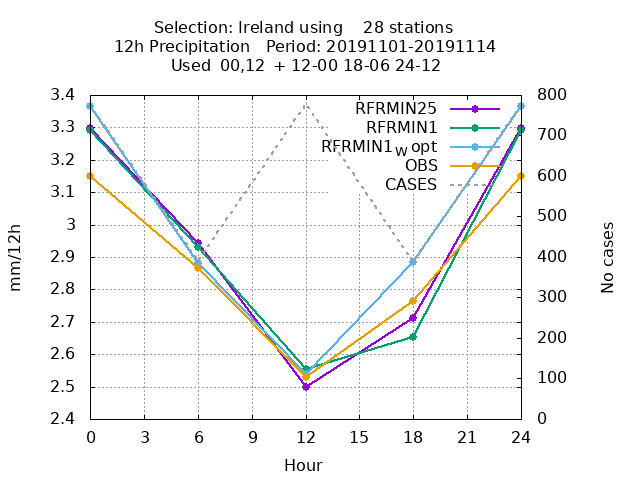 Selection: Ireland using    28 stations
12h Precipitation   Period: 20191101-20191114
Used  00,12  + 12-00 18-06 24-12
3.4
3.3
3.2
3.1
3
2.9
2.8
2.7
2.6
2.5
2.4
mm/12h
RFRMIN25
RFRMIN1
RFRMIN1w opt
OBS
CASES
800
700
600
500
400
300
200
100
0
No cases
0 3 6 9 12 15 18 21 24
Hour